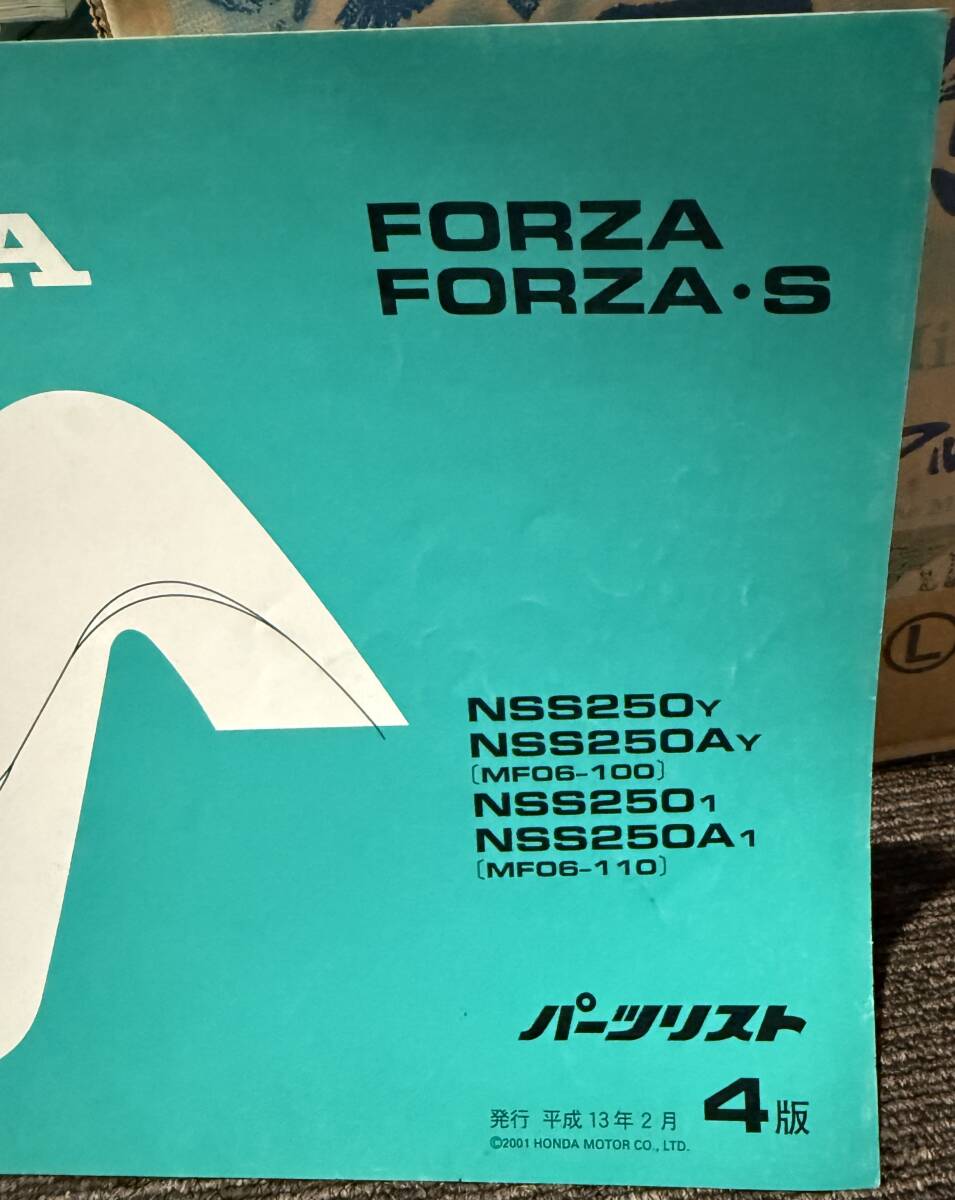 A
FORZA
FORZA・S
NSS250Y
NSS250AY
〔MF06-100〕
NSS2501
NSS250A1
〔MF06-110〕
パーツリスト
発行 平成13年2月
4版
©2001 HONDA MOTOR CO., LTD.
L